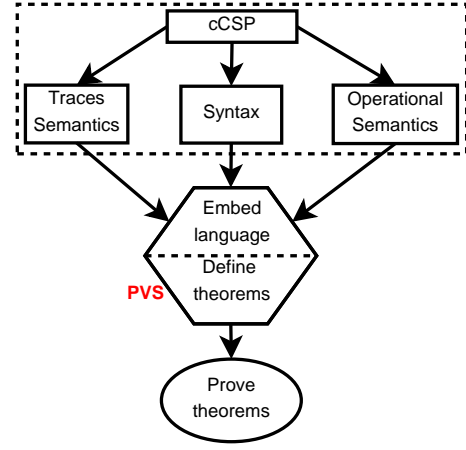 cCSP
Traces
Semantics
Syntax
Operational
Semantics
Embed
language
Define
theorems
PVS
Prove
theorems